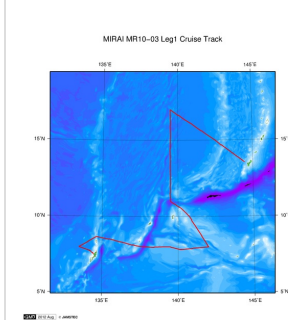 MIRAI MR10−03 Leg1 Cruise Track
135˚E 140˚E 145˚E
15˚N 15˚
10˚N 10˚
5˚N 5˚N
135˚E 140˚E 145˚E
GMT 2010 Aug © JAMSTEC